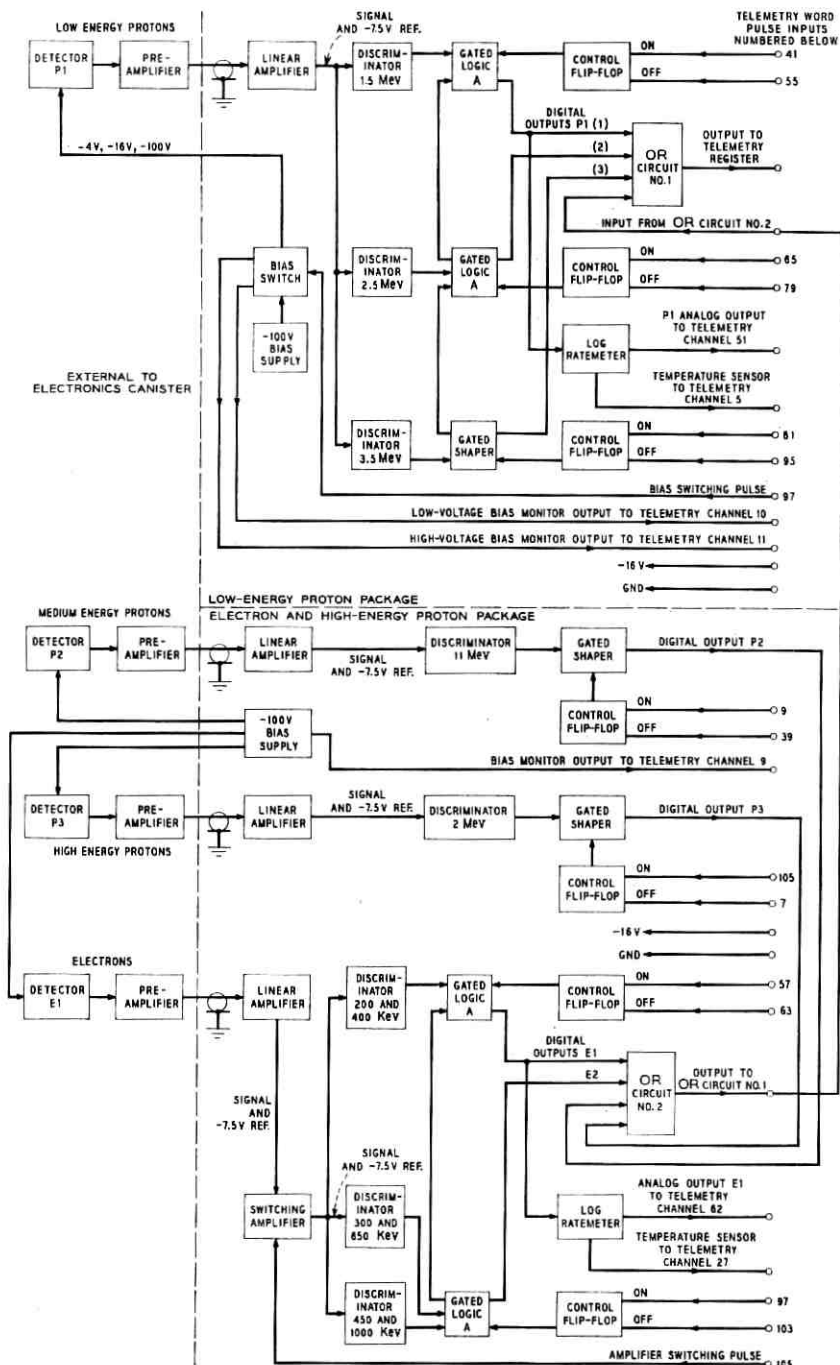 LOW ENERGY PROTONS
SIGNAL
AND -7.5V REF.
TELEMETRY WORD
PULSE INPUTS
NUMBERED BELOW
DETECTOR
P1
PRE-
AMPLIFIER
LINEAR
AMPLIFIER
DISCRIM-
INATOR
1.5 MeV
GATED
LOGIC
A
CONTROL
FLIP-FLOP
ON
41
OFF
55
DIGITAL
OUTPUTS P1 (1)
(2)
(3)
OR
CIRCUIT
NO.1
OUTPUT TO
TELEMETRY
REGISTER
-4V, -16V, -100V
INPUT FROM OR CIRCUIT NO.2
BIAS
SWITCH
DISCRIM-
INATOR
2.5 MeV
GATED
LOGIC
A
CONTROL
FLIP-FLOP
ON
65
OFF
79
-100V
BIAS
SUPPLY
P1 ANALOG OUTPUT
TO TELEMETRY
CHANNEL 51
LOG
RATEMETER
TEMPERATURE SENSOR
TO TELEMETRY
CHANNEL 5
EXTERNAL TO
ELECTRONICS CANISTER
DISCRIM-
INATOR
3.5 MeV
GATED
SHAPER
CONTROL
FLIP-FLOP
ON
81
OFF
95
BIAS SWITCHING PULSE
97
LOW-VOLTAGE BIAS MONITOR OUTPUT TO TELEMETRY CHANNEL 10
HIGH-VOLTAGE BIAS MONITOR OUTPUT TO TELEMETRY CHANNEL 11
-16 V
GND
LOW-ENERGY PROTON PACKAGE
MEDIUM ENERGY PROTONS
ELECTRON AND HIGH-ENERGY PROTON PACKAGE
DETECTOR
P2
PRE-
AMPLIFIER
LINEAR
AMPLIFIER
SIGNAL
AND -7.5V REF.
DISCRIMINATOR
11 MeV
GATED
SHAPER
DIGITAL OUTPUT P2
-100V
BIAS
SUPPLY
CONTROL
FLIP-FLOP
ON
9
OFF
39
BIAS MONITOR OUTPUT TO TELEMETRY CHANNEL 9
DETECTOR
P3
PRE-
AMPLIFIER
HIGH ENERGY PROTONS
LINEAR
AMPLIFIER
SIGNAL
AND -7.5V REF.
DISCRIMINATOR
2 MeV
GATED
SHAPER
DIGITAL OUTPUT P3
CONTROL
FLIP-FLOP
ON
105
OFF
7
-16 V
GND
ELECTRONS
DETECTOR
E1
PRE-
AMPLIFIER
LINEAR
AMPLIFIER
DISCRIM-
INATOR
200 AND
400 KeV
GATED
LOGIC
A
CONTROL
FLIP-FLOP
ON
57
OFF
63
DIGITAL
OUTPUTS E1
E2
OR
CIRCUIT
NO.2
OUTPUT TO
OR CIRCUIT NO.1
SIGNAL
AND
-7.5V REF.
SIGNAL
AND -7.5V REF.
SWITCHING
AMPLIFIER
DISCRIM-
INATOR
300 AND
650 KeV
ANALOG OUTPUT E1
TO TELEMETRY
CHANNEL 62
LOG
RATEMETER
TEMPERATURE SENSOR
TO TELEMETRY
CHANNEL 27
DISCRIM-
INATOR
450 AND
1000 KeV
GATED
LOGIC
A
CONTROL
FLIP-FLOP
ON
97
OFF
103
AMPLIFIER SWITCHING PULSE